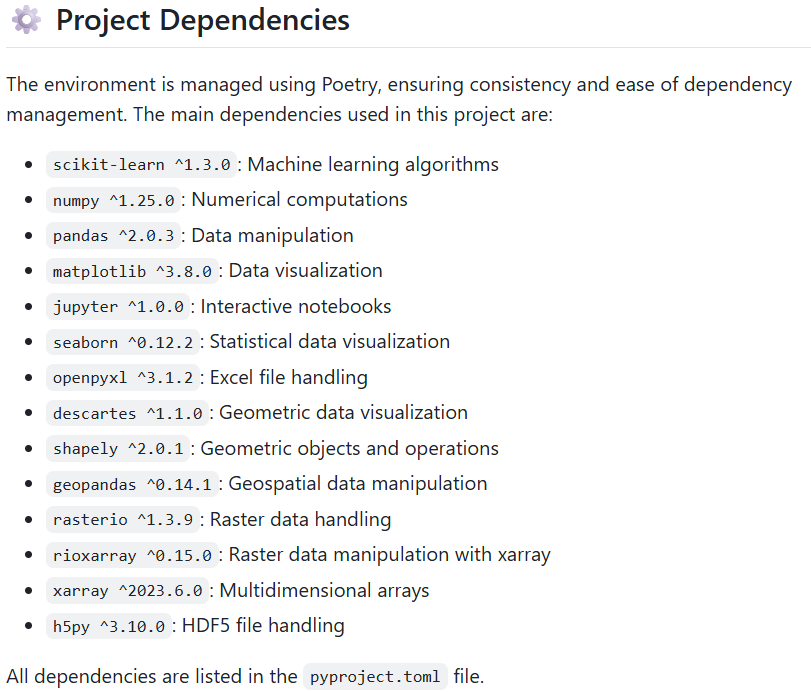 Project Dependencies
The environment is managed using Poetry, ensuring consistency and ease of dependency
management. The main dependencies used in this project are:
scikit-learn ^1.3.0: Machine learning algorithms
numpy ^1.25.0: Numerical computations
pandas ^2.0.3: Data manipulation
matplotlib ^3.8.0: Data visualization
jupyter ^1.0.0: Interactive notebooks
seaborn ^0.12.2: Statistical data visualization
openpyxl ^3.1.2: Excel file handling
descartes ^1.1.0: Geometric data visualization
shapely ^2.0.1: Geometric objects and operations
geopandas ^0.14.1: Geospatial data manipulation
rasterio ^1.3.9: Raster data handling
rioxarray ^0.15.0: Raster data manipulation with xarray
xarray ^2023.6.0: Multidimensional arrays
h5py ^3.10.0: HDF5 file handling
All dependencies are listed in the pyproject.toml file.